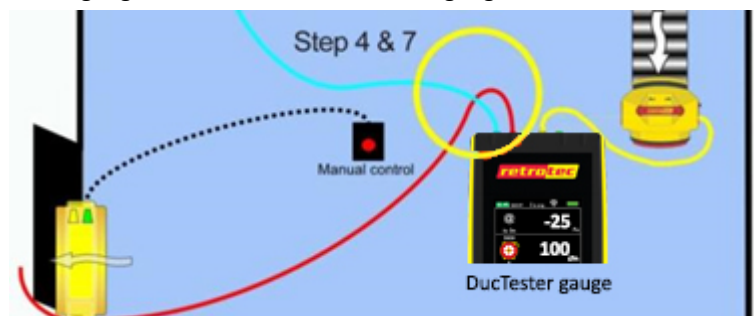 Step 4 & 7
Manual control
retrotec
-25
100
DucTester gauge